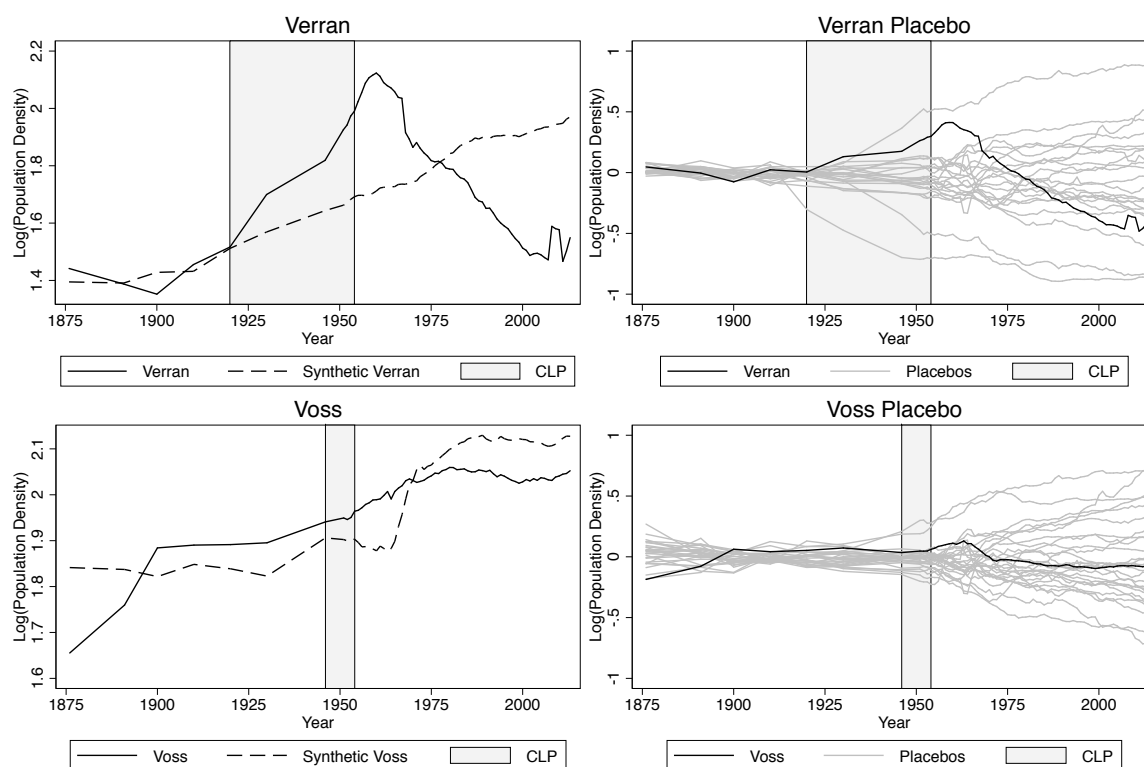 Verran
Log(Population Density)
2.2
2
1.8
1.6
1.4
1875 1900 1925 1950 1975 2000
Year
Verran Synthetic Verran CLP
Verran Placebo
Log(Population Density)
1
.5
0
-.5
-1
1875 1900 1925 1950 1975 2000
Year
Verran Placebos CLP
Voss
Log(Population Density)
2.1
2
1.9
1.8
1.7
1.6
1875 1900 1925 1950 1975 2000
Year
Voss Synthetic Voss CLP
Voss Placebo
Log(Population Density)
1
.5
0
-.5
-1
1875 1900 1925 1950 1975 2000
Year
Voss Placebos CLP